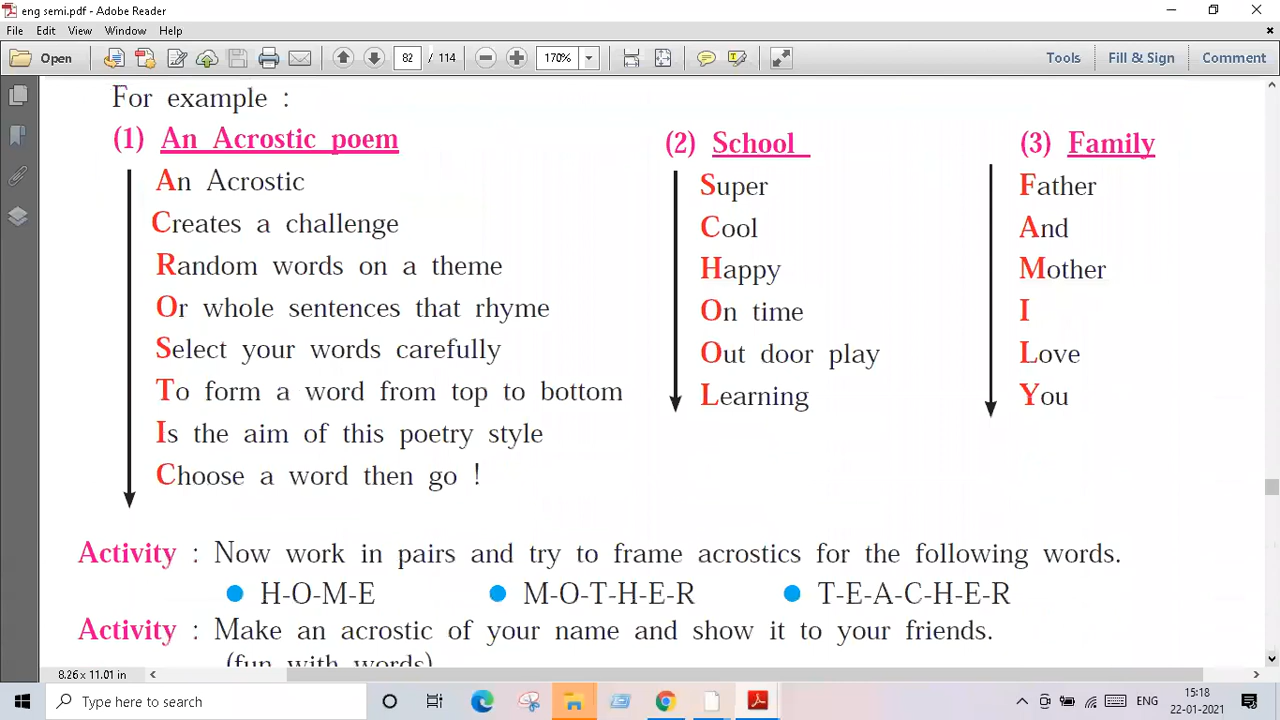 eng semi.pdf - Adobe Reader
File Edit View Window Help
Open 82 / 114 170% Tools Fill & Sign Comment
For example :
(1) An Acrostic poem
An Acrostic
Creates a challenge
Random words on a theme
Or whole sentences that rhyme
Select your words carefully
To form a word from top to bottom
Is the aim of this poetry style
Choose a word then go !
(2) School
Super
Cool
Happy
On time
Out door play
Learning
(3) Family
Father
And
Mother
I
Love
You
Activity : Now work in pairs and try to frame acrostics for the following words.
H-O-M-E M-O-T-H-E-R T-E-A-C-H-E-R
Activity : Make an acrostic of your name and show it to your friends.
(fun with words)
8.26 x 11.01 in
Type here to search ENG 15:18
22-01-2021